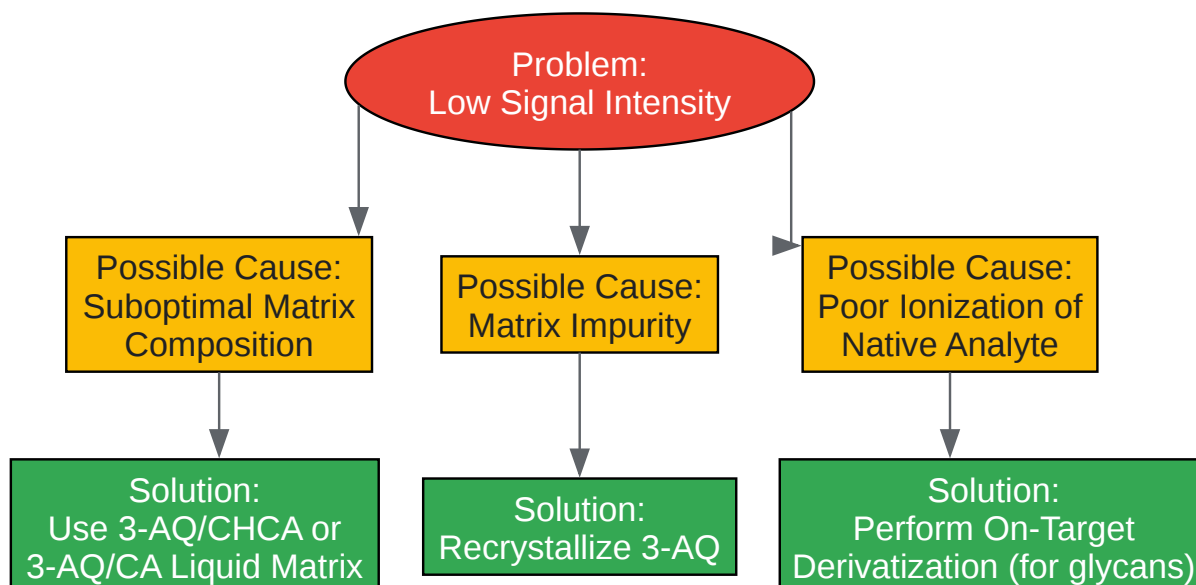 Problem:
Low Signal Intensity
Possible Cause:
Suboptimal Matrix
Composition
Possible Cause:
Matrix Impurity
Possible Cause:
Poor Ionization of
Native Analyte
Solution:
Use 3-AQ/CHCA or
3-AQ/CA Liquid Matrix
Solution:
Recrystallize 3-AQ
Solution:
Perform On-Target
Derivatization (for glycans)